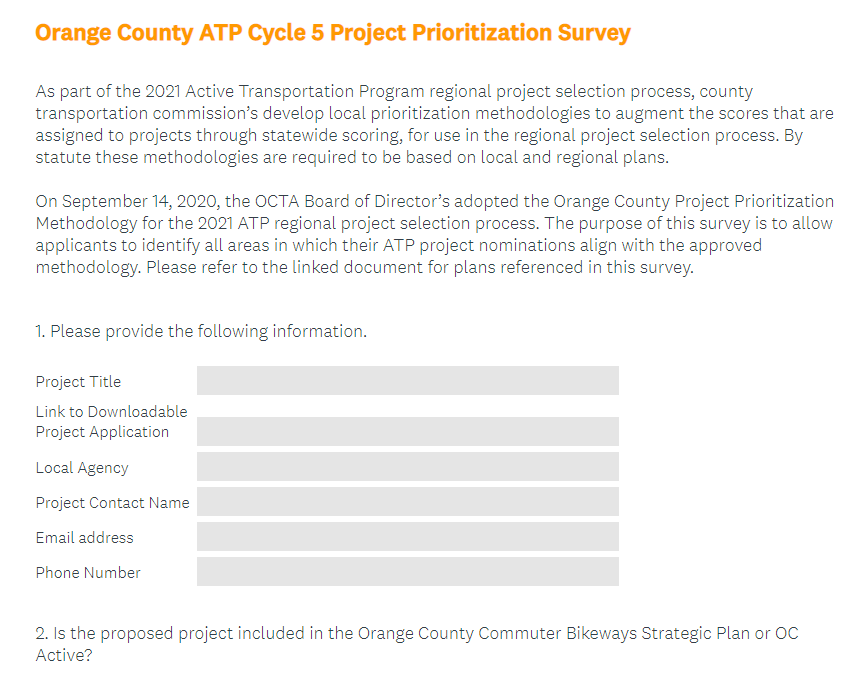 Orange County ATP Cycle 5 Project Prioritization Survey
As part of the 2021 Active Transportation Program regional project selection process, county
transportation commission's develop local prioritization methodologies to augment the scores that are
assigned to projects through statewide scoring, for use in the regional project selection process. By
statute these methodologies are required to be based on local and regional plans.
On September 14, 2020, the OCTA Board of Director's adopted the Orange County Project Prioritization
Methodology for the 2021 ATP regional project selection process. The purpose of this survey is to allow
applicants to identify all areas in which their ATP project nominations align with the approved
methodology. Please refer to the linked document for plans referenced in this survey.
1. Please provide the following information.
Project Title
Link to Downloadable
Project Application
Local Agency
Project Contact Name
Email address
Phone Number
2. Is the proposed project included in the Orange County Commuter Bikeways Strategic Plan or OC
Active?